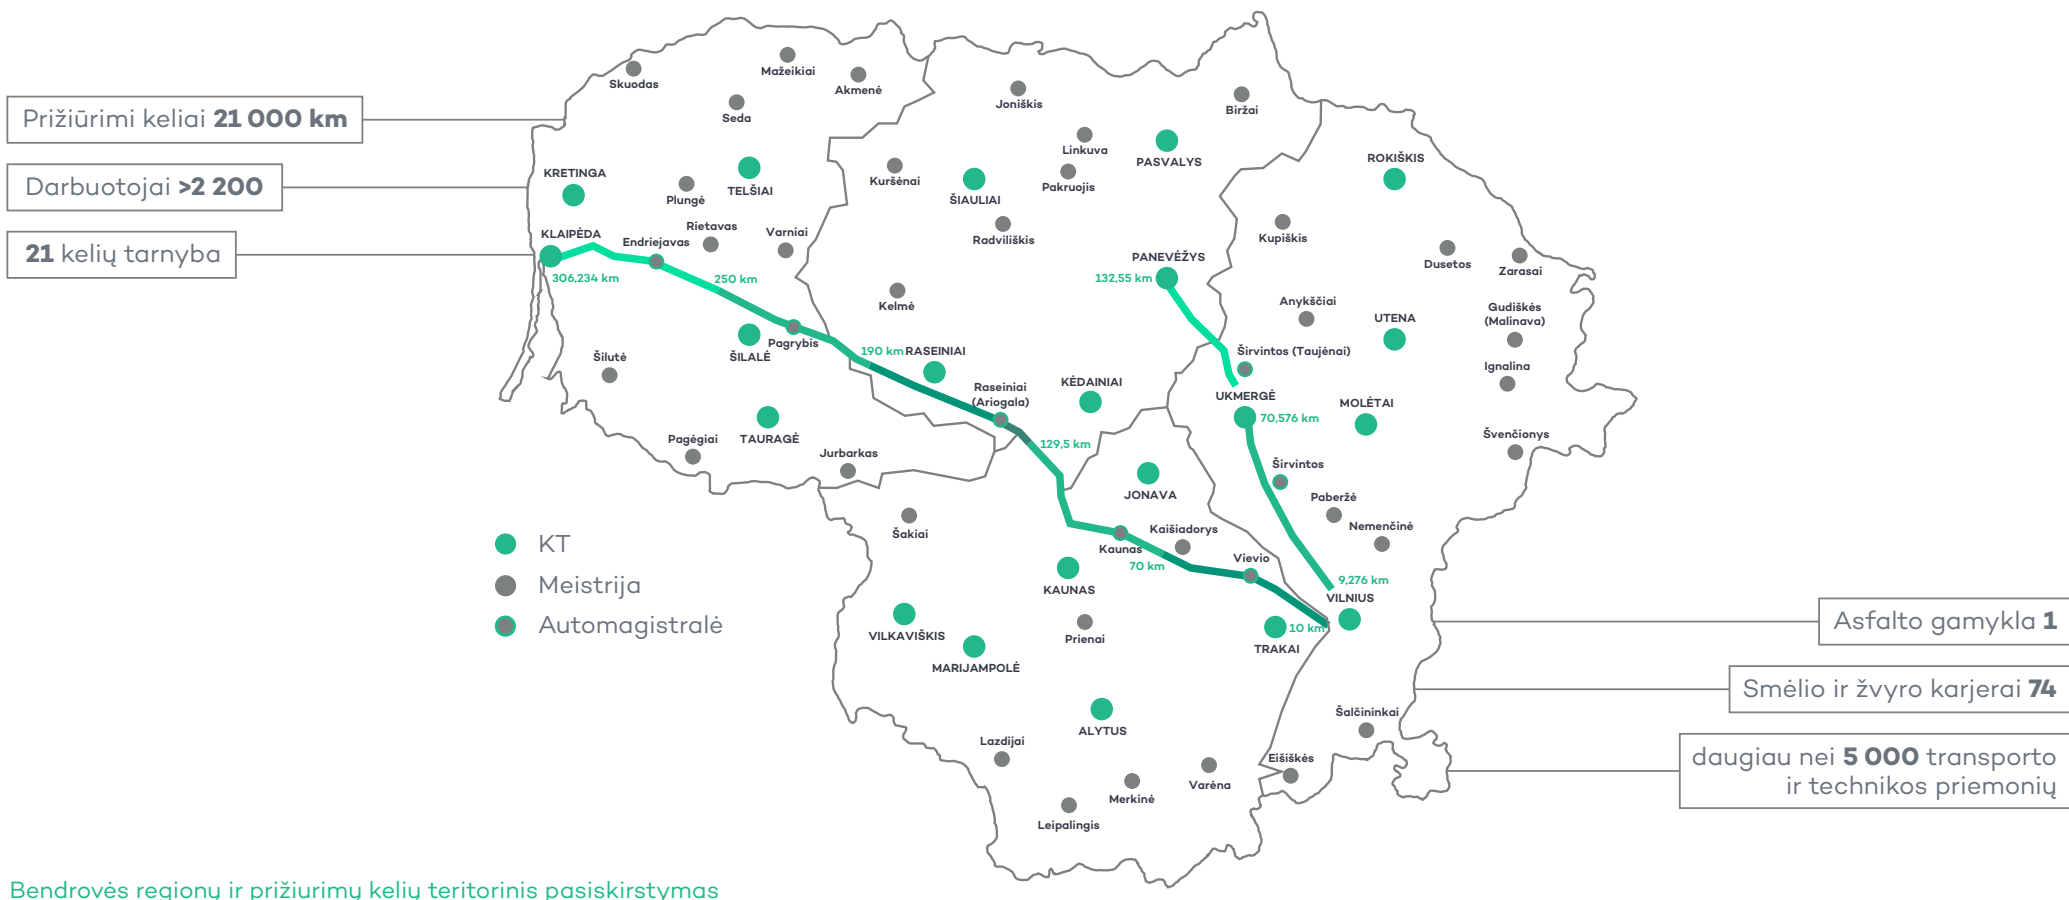 Prižiūrimi keliai 21 000 km
Darbuotojai >2 200
21 kelių tarnyba
Skuodas
Mažeikiai
Akmenė
Seda
KRETINGA
Plungė
TELŠIAI
KLAIPĖDA
306,234 km
Endriejavas
Rietavas
Varniai
250 km
Šilutė
ŠILALĖ
Pagrybis
Pagėgiai
TAURAGĖ
Jurbarkas
Joniškis
Linkuva
Pakruojis
PASVALYS
Biržai
Kuršėnai
ŠIAULIAI
Radviliškis
PANEVĖŽYS
132,55 km
Kelmė
190 km
RASEINIAI
Raseiniai
(Ariogala)
KĖDAINIAI
129,5 km
ROKIŠKIS
Kupiškis
Dusetos
Zarasai
Anykščiai
UTENA
Gudiškės
(Malinava)
Ignalina
Širvintos (Taujėnai)
UKMERGĖ
70,576 km
MOLĖTAI
Švenčionys
Širvintos
Paberžė
Nemenčinė
9,276 km
VILNIUS
JONAVA
Kaunas
Kaišiadorys
70 km
Vievio
Šakiai
KAUNAS
VILKAVIŠKIS
MARIJAMPOLĖ
Prienai
TRAKAI
10 km
ALYTUS
Lazdijai
Leipalingis
Merkinė
Varėna
Eišiškės
Šalčininkai
KT
Meistrija
Automagistralė
Asfalto gamykla 1
Smėlio ir žvyro karjerai 74
daugiau nei 5 000 transporto
ir technikos priemonių
Bendrovės regionų ir prižiurimų kelių teritorinis pasiskirstymas